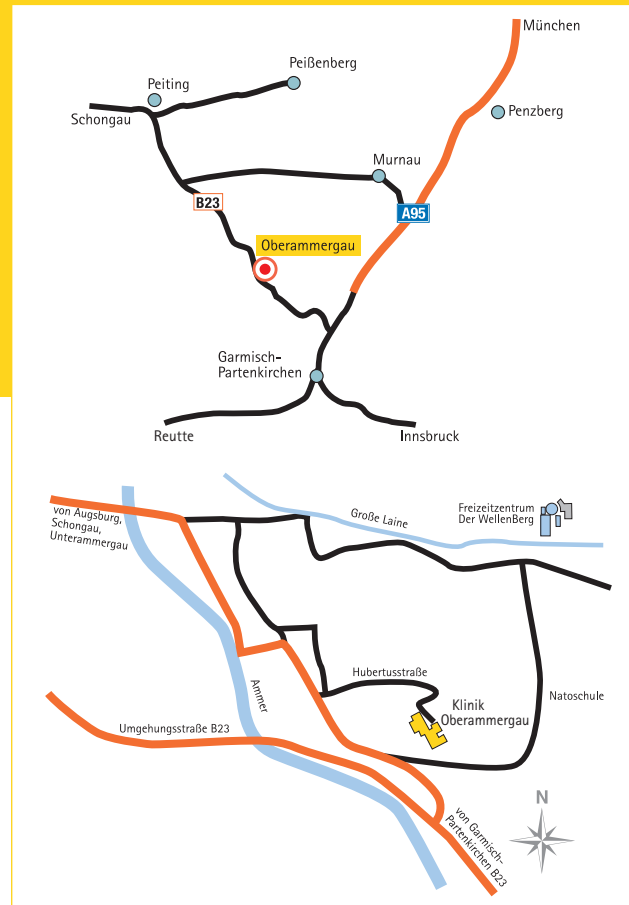 München
Peißenberg
Peiting
Penzberg
Schongau
Murnau
B23
A95
Oberammergau
Garmisch-
Partenkirchen
Reutte
Innsbruck
von Augsburg,
Schongau,
Unterammergau
Große Laine
Freizeitzentrum
Der WellenBerg
Hubertusstraße
Ammer
Klinik
Oberammergau
Natoschule
Umgehungsstraße B23
N
von Garmisch-
Partenkirchen B23